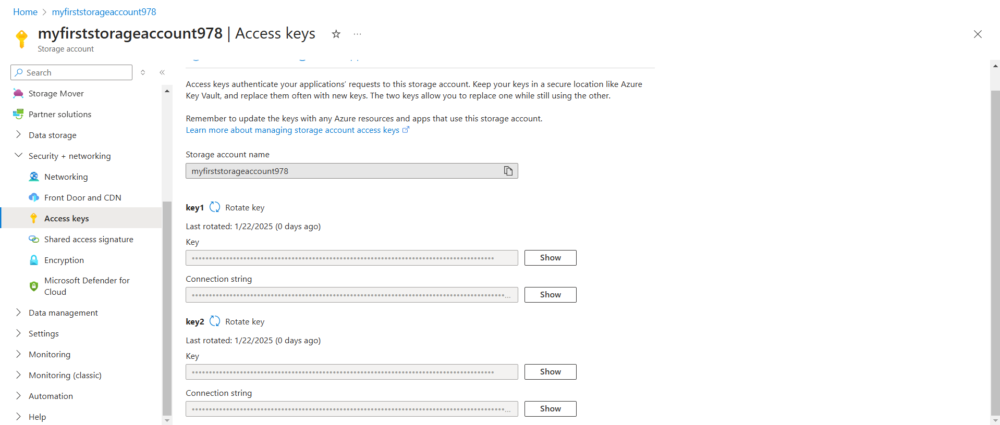 Home > myfirststorageaccount978
myfirststorageaccount978 | Access keys
Storage account
Search
Storage Mover
Partner solutions
Data storage
Security + networking
Networking
Front Door and CDN
Access keys
Shared access signature
Encryption
Microsoft Defender for
Cloud
Data management
Settings
Monitoring
Monitoring (classic)
Automation
Help
Access keys authenticate your applications' requests to this storage account. Keep your keys in a secure location like Azure
Key Vault, and replace them often with new keys. The two keys allow you to replace one while still using the other.
Remember to update the keys with any Azure resources and apps that use this storage account.
Learn more about managing storage account access keys
Storage account name
myfirststorageaccount978
key1 Rotate key
Last rotated: 1/22/2025 (0 days ago)
Key
Show
Connection string
Show
key2 Rotate key
Last rotated: 1/22/2025 (0 days ago)
Key
Show
Connection string
Show